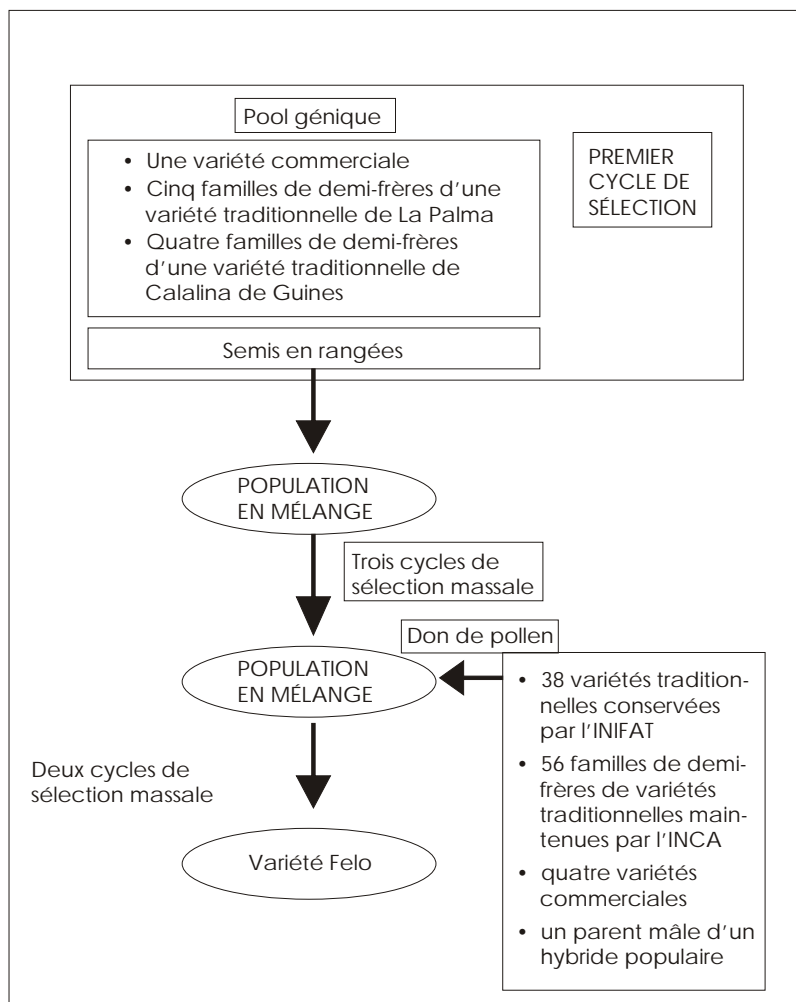 Pool génique
• Une variété commerciale
• Cinq familles de demi-frères d'une
variété traditionnelle de La Palma
• Quatre familles de demi-frères
d'une variété traditionnelle de
Calalina de Guines
PREMIER
CYCLE DE
SÉLECTION
Semis en rangées
POPULATION
EN MÉLANGE
Trois cycles de
sélection massale
Don de pollen
POPULATION
EN MÉLANGE
• 38 variétés tradition-
nelles conservées
par l'INIFAT
• 56 familles de demi-
frères de variétés
traditionnelles main-
tenues par l'INCA
• quatre variétés
commerciales
• un parent mâle d'un
hybride populaire
Deux cycles de
sélection massale
Variété Felo